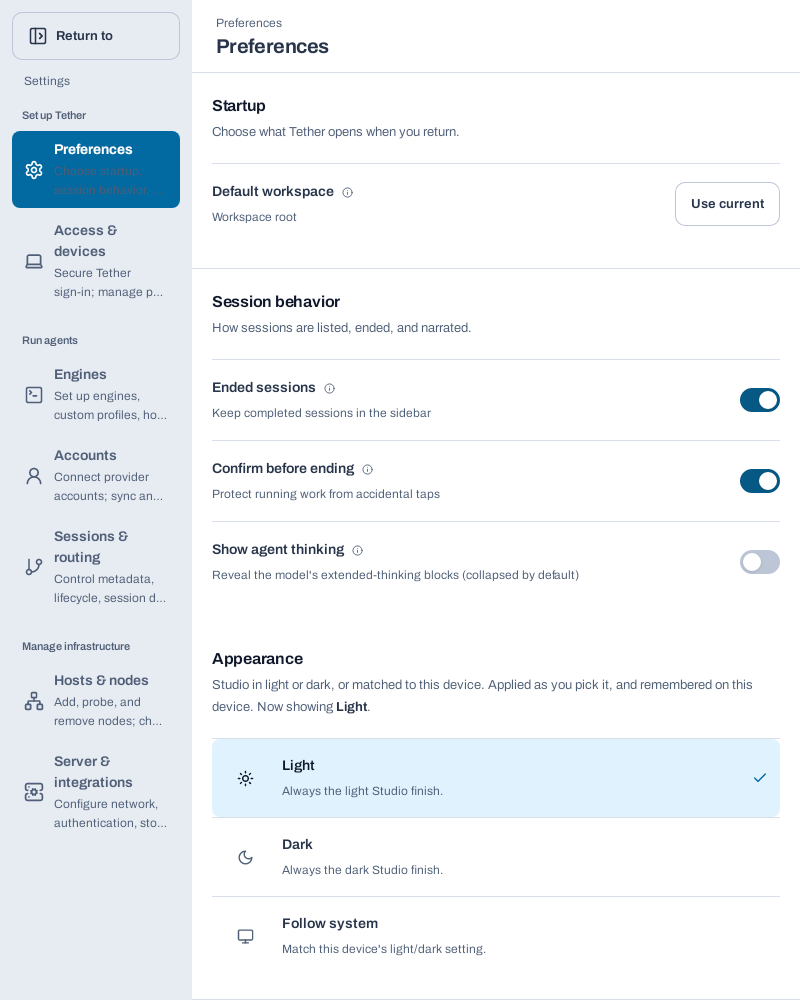 Return to
Settings
Set up Tether
Preferences
Choose startup,
session behavior,
Access &
devices
Secure Tether
sign-in; manage p...
Run agents
Engines
Set up engines,
custom profiles, ho...
Accounts
Connect provider
accounts; sync an...
Sessions &
routing
Control metadata,
lifecycle, session d...
Manage infrastructure
Hosts & nodes
Add, probe, and
remove nodes; ch...
Server &
integrations
Configure network,
authentication, sto...
Preferences
Preferences
Startup
Choose what Tether opens when you return.
Default workspace
Workspace root
Use current
Session behavior
How sessions are listed, ended, and narrated.
Ended sessions
Keep completed sessions in the sidebar
Confirm before ending
Protect running work from accidental taps
Show agent thinking
Reveal the model's extended-thinking blocks (collapsed by default)
Appearance
Studio in light or dark, or matched to this device. Applied as you pick it, and remembered on this
device. Now showing Light.
Light
Always the light Studio finish.
Dark
Always the dark Studio finish.
Follow system
Match this device's light/dark setting.